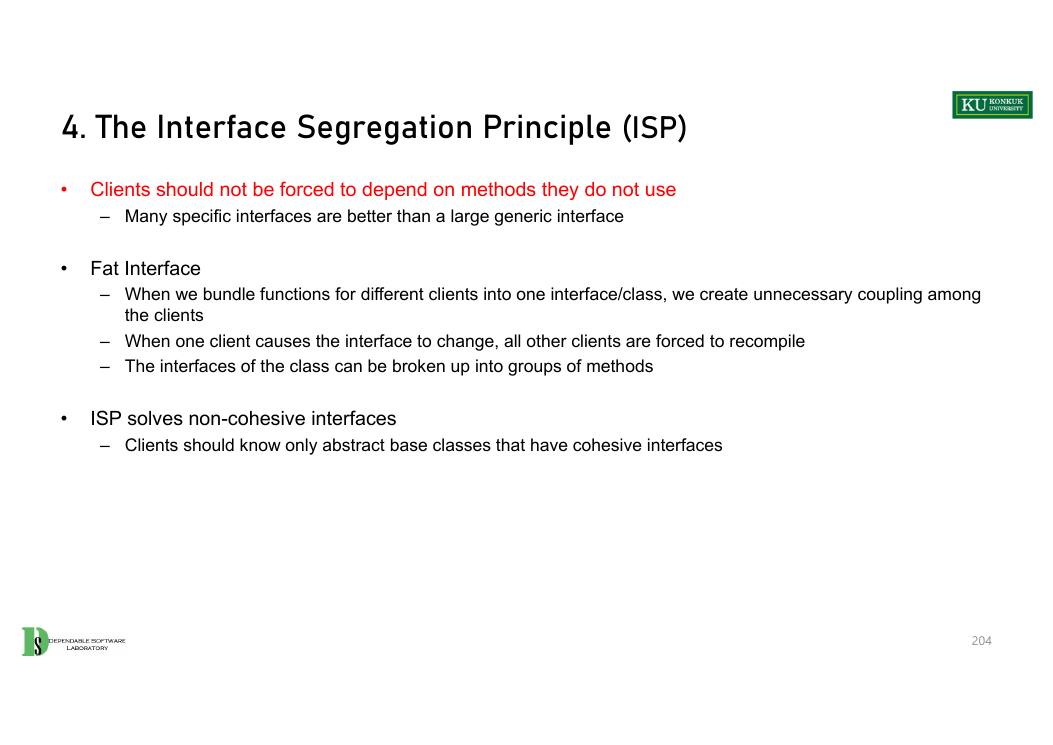 KU KONKUK
UNIVERSITY
4. The Interface Segregation Principle (ISP)
• Clients should not be forced to depend on methods they do not use
– Many specific interfaces are better than a large generic interface
• Fat Interface
– When we bundle functions for different clients into one interface/class, we create unnecessary coupling among
the clients
– When one client causes the interface to change, all other clients are forced to recompile
– The interfaces of the class can be broken up into groups of methods
• ISP solves non-cohesive interfaces
– Clients should know only abstract base classes that have cohesive interfaces
DS DEPENDABLE SOFTWARE
LABORATORY
204